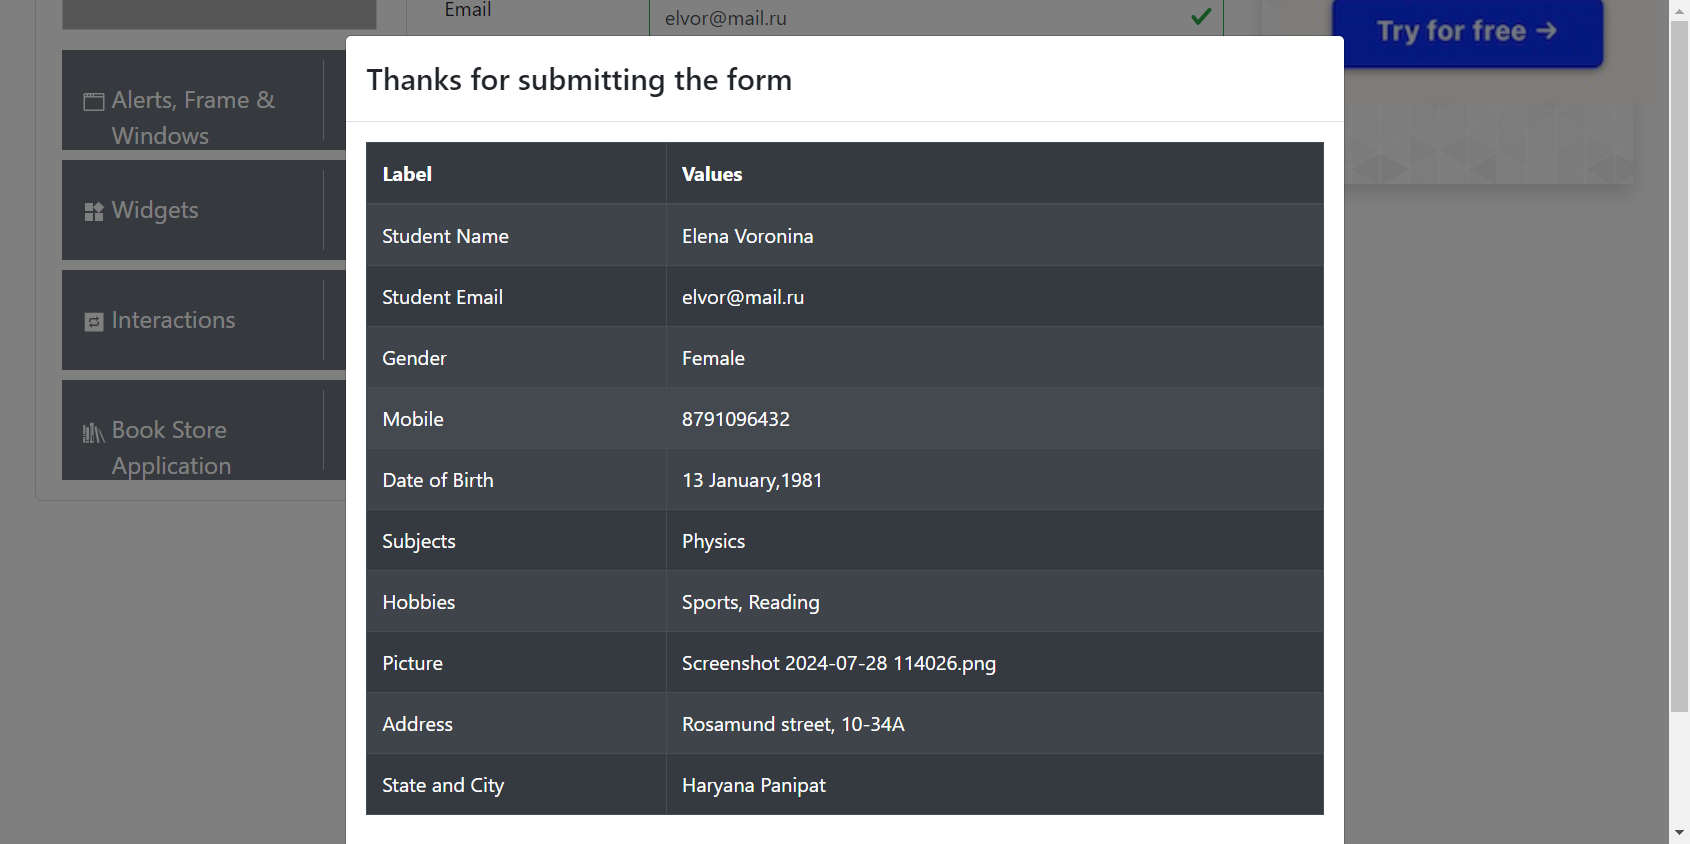 Email
elvor@mail.ru
Try for free →
Alerts, Frame &
Windows
Widgets
Interactions
Book Store
Application
Thanks for submitting the form
Label Values
Student Name Elena Voronina
Student Email elvor@mail.ru
Gender Female
Mobile 8791096432
Date of Birth 13 January,1981
Subjects Physics
Hobbies Sports, Reading
Picture Screenshot 2024-07-28 114026.png
Address Rosamund street, 10-34A
State and City Haryana Panipat